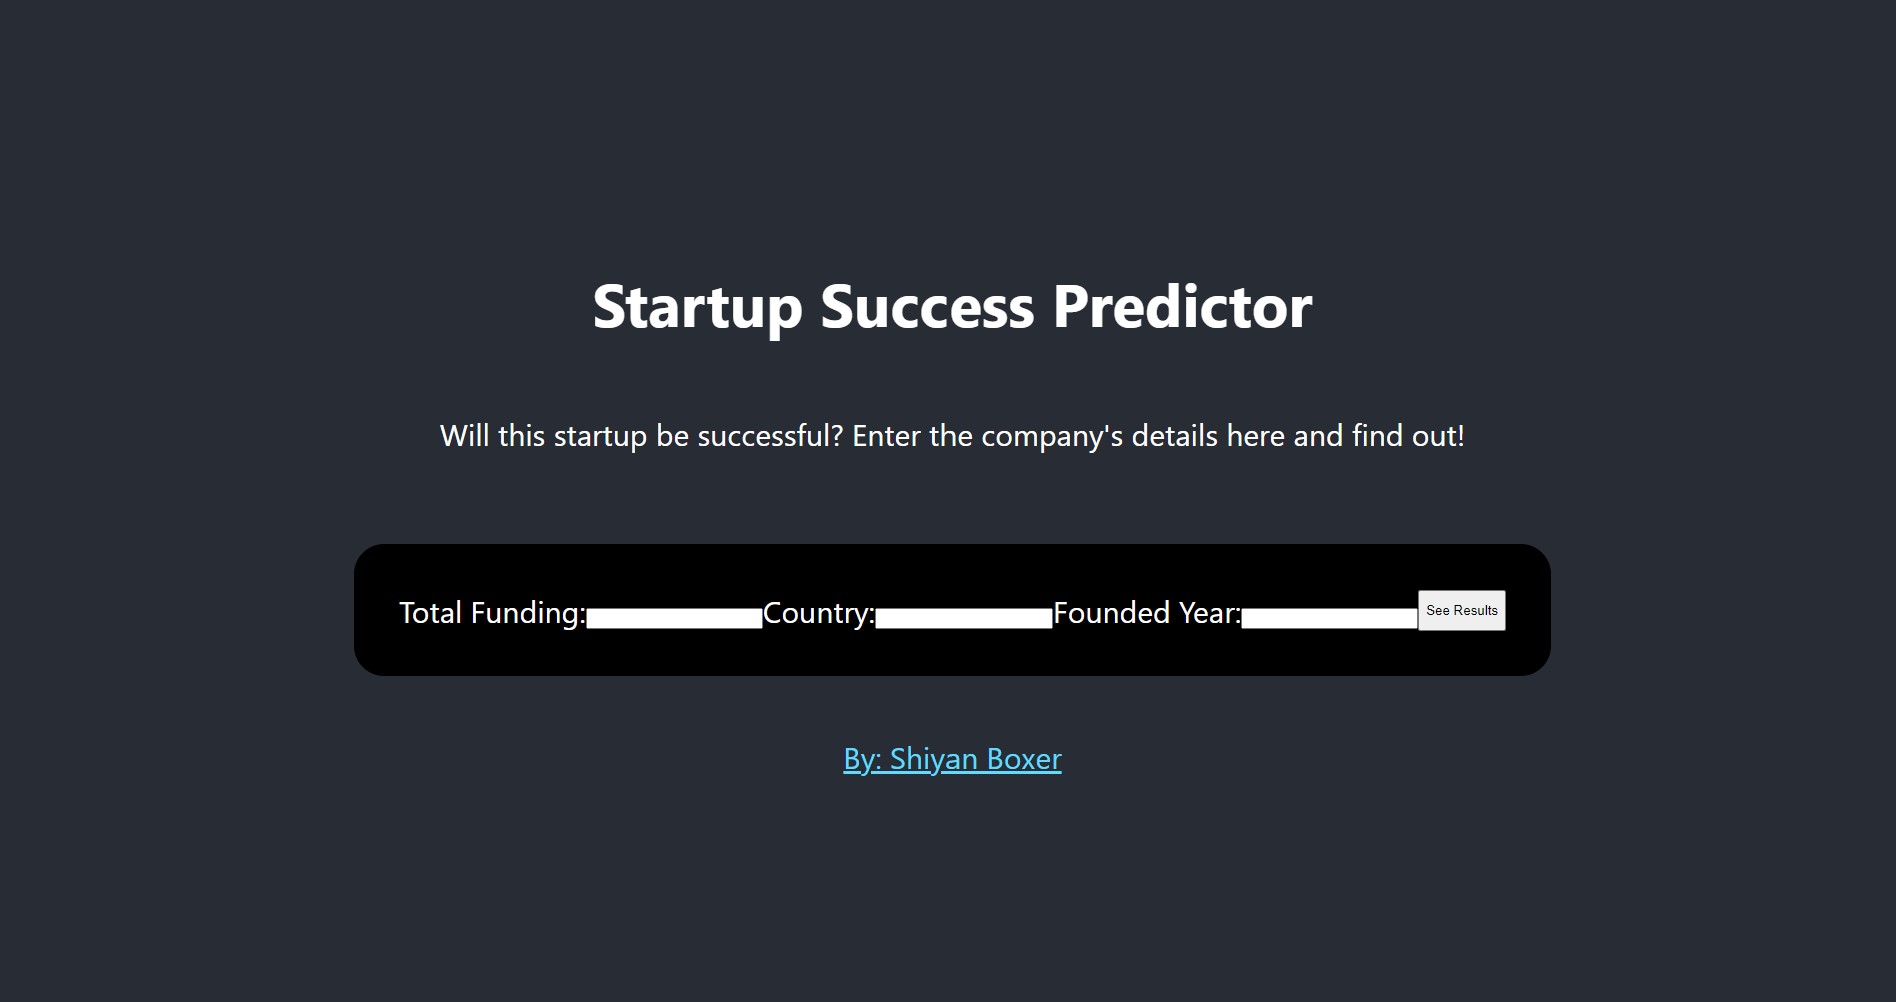 Startup Success Predictor
Will this startup be successful? Enter the company's details here and find out!
Total Funding: Country: Founded Year: See Results
By: Shiyan Boxer